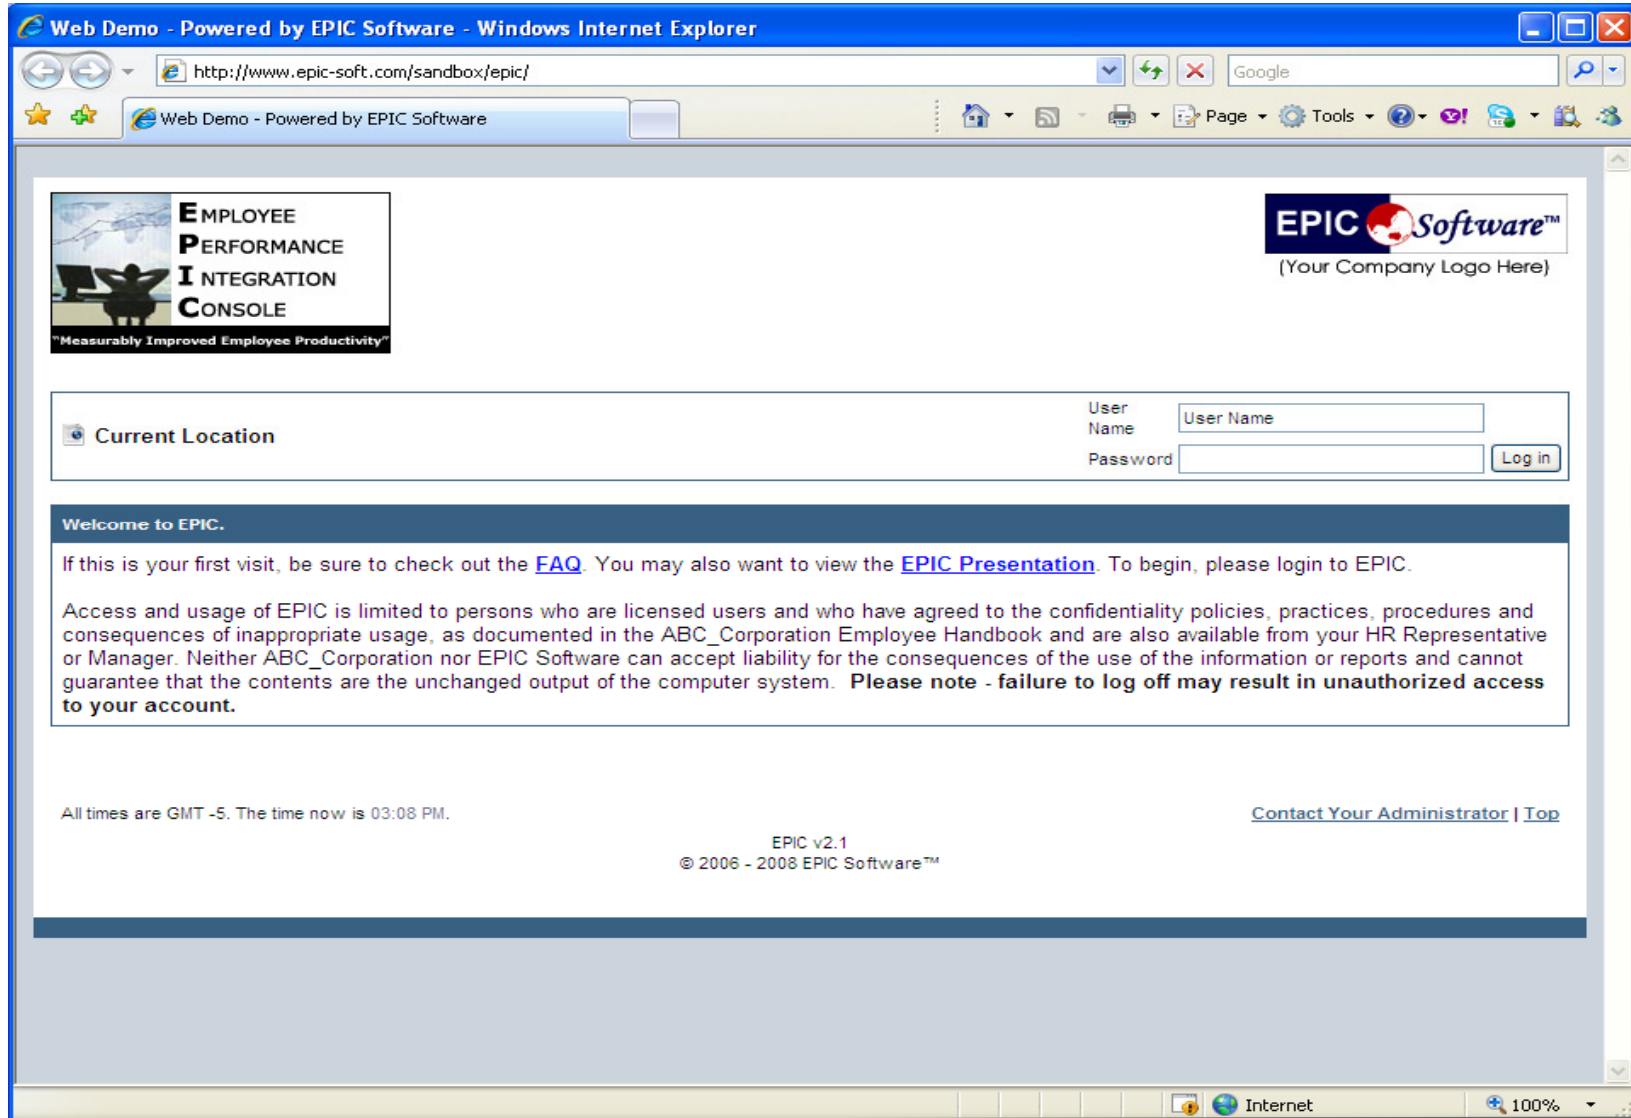 Web Demo - Powered by EPIC Software - Windows Internet Explorer
http://www.epic-soft.com/sandbox/epic/
Google
Web Demo - Powered by EPIC Software
Page
Tools
EMPLOYEE
PERFORMANCE
INTEGRATION
CONSOLE
"Measurably Improved Employee Productivity"
EPIC Software™
(Your Company Logo Here)
Current Location
User
Name
User Name
Password
Log in
Welcome to EPIC.
If this is your first visit, be sure to check out the FAQ. You may also want to view the EPIC Presentation. To begin, please login to EPIC.
Access and usage of EPIC is limited to persons who are licensed users and who have agreed to the confidentiality policies, practices, procedures and
consequences of inappropriate usage, as documented in the ABC_Corporation Employee Handbook and are also available from your HR Representative
or Manager. Neither ABC_Corporation nor EPIC Software can accept liability for the consequences of the use of the information or reports and cannot
guarantee that the contents are the unchanged output of the computer system. Please note - failure to log off may result in unauthorized access
to your account.
All times are GMT -5. The time now is 03:08 PM.
Contact Your Administrator | Top
EPIC v2.1
© 2006 - 2008 EPIC Software™
Internet
100%